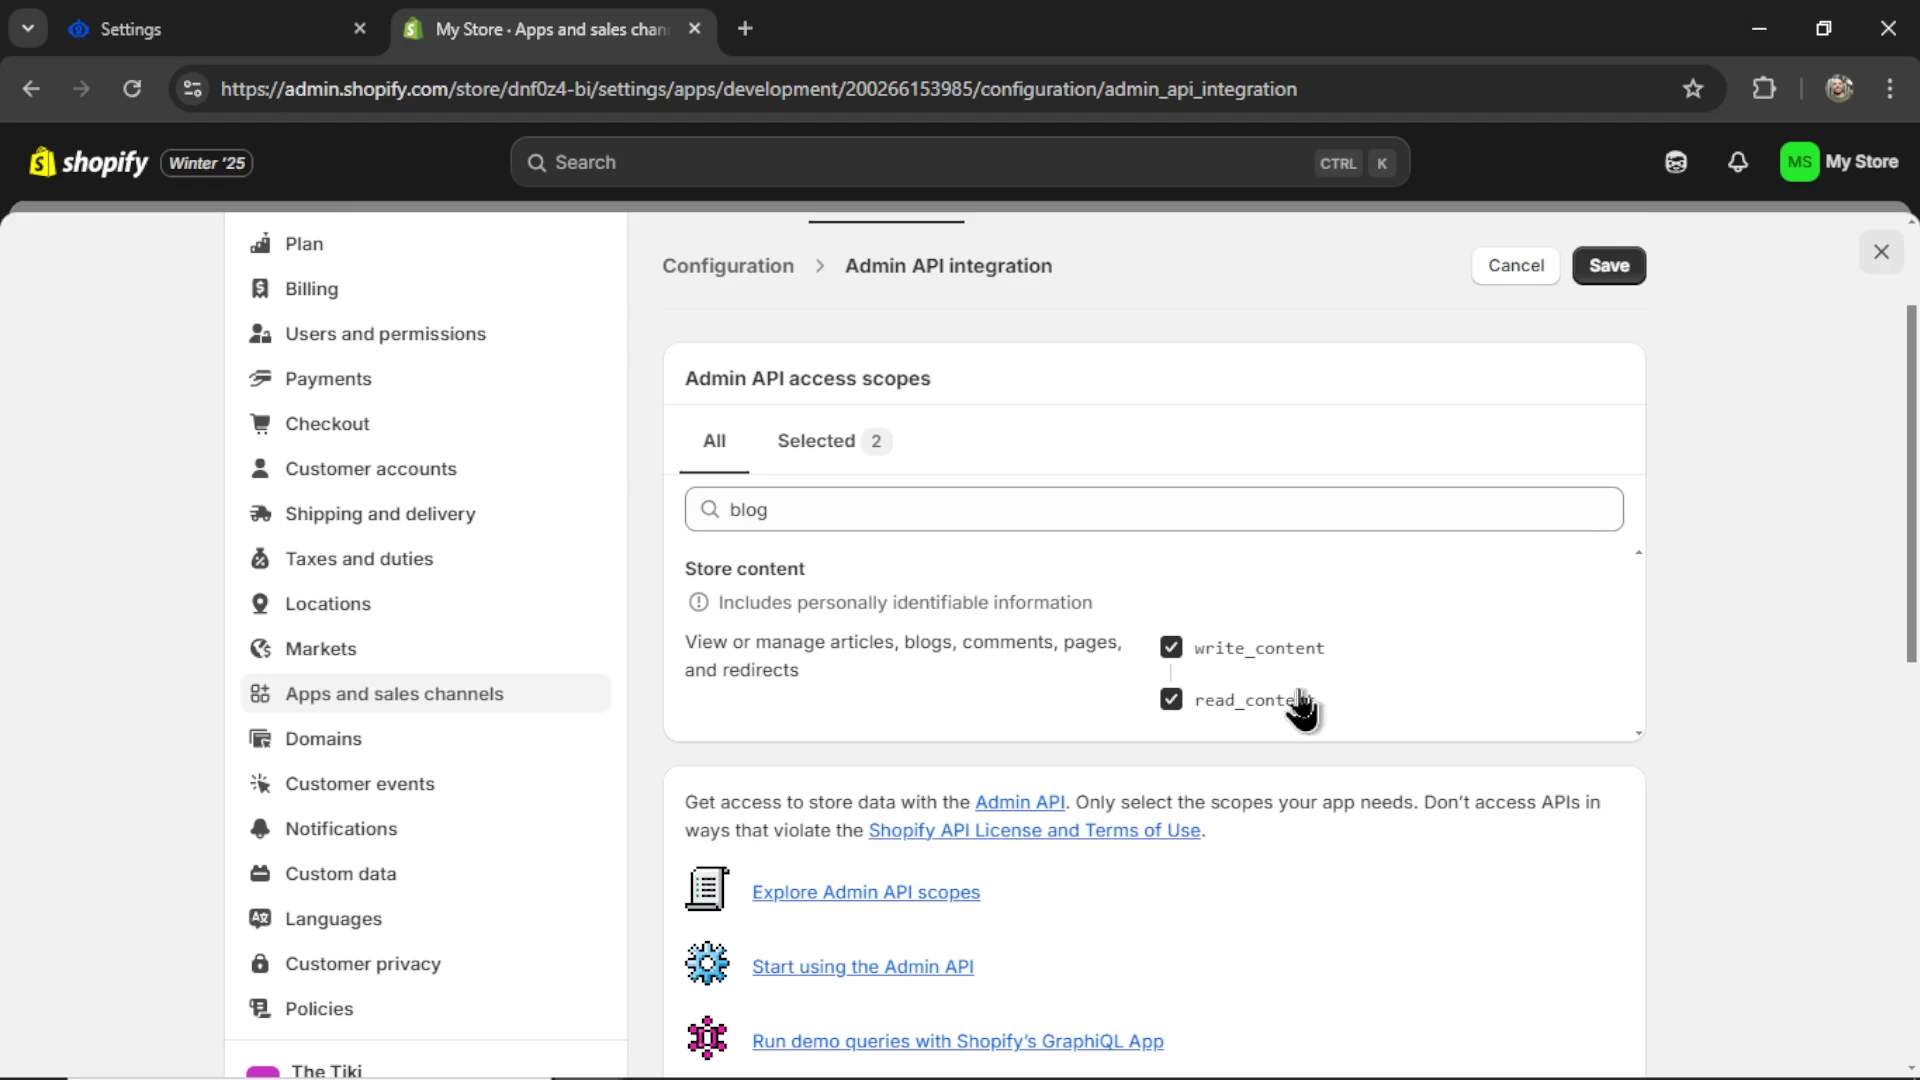 Settings
My Store · Apps and sales chan
https://admin.shopify.com/store/dnf0z4-bi/settings/apps/development/200266153985/configuration/admin_api_integration
shopify
Winter '25
Search
CTRL
K
MS
My Store
Plan
Billing
Users and permissions
Payments
Checkout
Customer accounts
Shipping and delivery
Taxes and duties
Locations
Markets
Apps and sales channels
Domains
Customer events
Notifications
Custom data
Languages
Customer privacy
Policies
The Tiki
Configuration
Admin API integration
Cancel
Save
Admin API access scopes
All
Selected 2
blog
Store content
Includes personally identifiable information
View or manage articles, blogs, comments, pages,
and redirects
write_content
Get access to store data with the Admin API. Only select the scopes your app needs. Don't access APIs in
ways that violate the Shopify API License and Terms of Use.
Explore Admin API scopes
Start using the Admin API
Run demo queries with Shopify's GraphiQL App